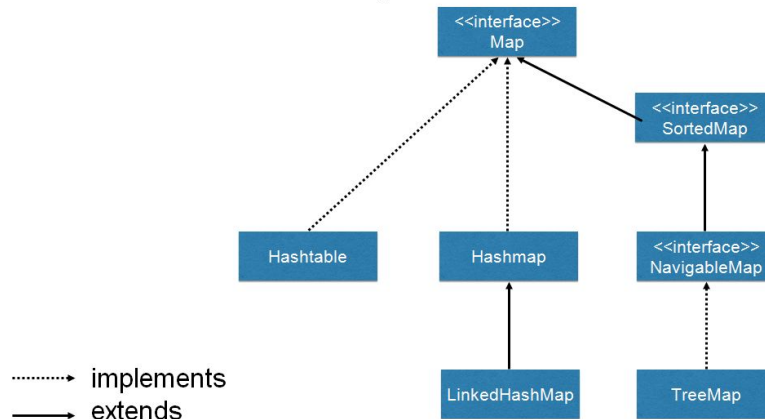 <<interface>>
Map
<<interface>>
SortedMap
Hashtable
Hashmap
<<interface>>
NavigableMap
LinkedHashMap
TreeMap
implements
extends